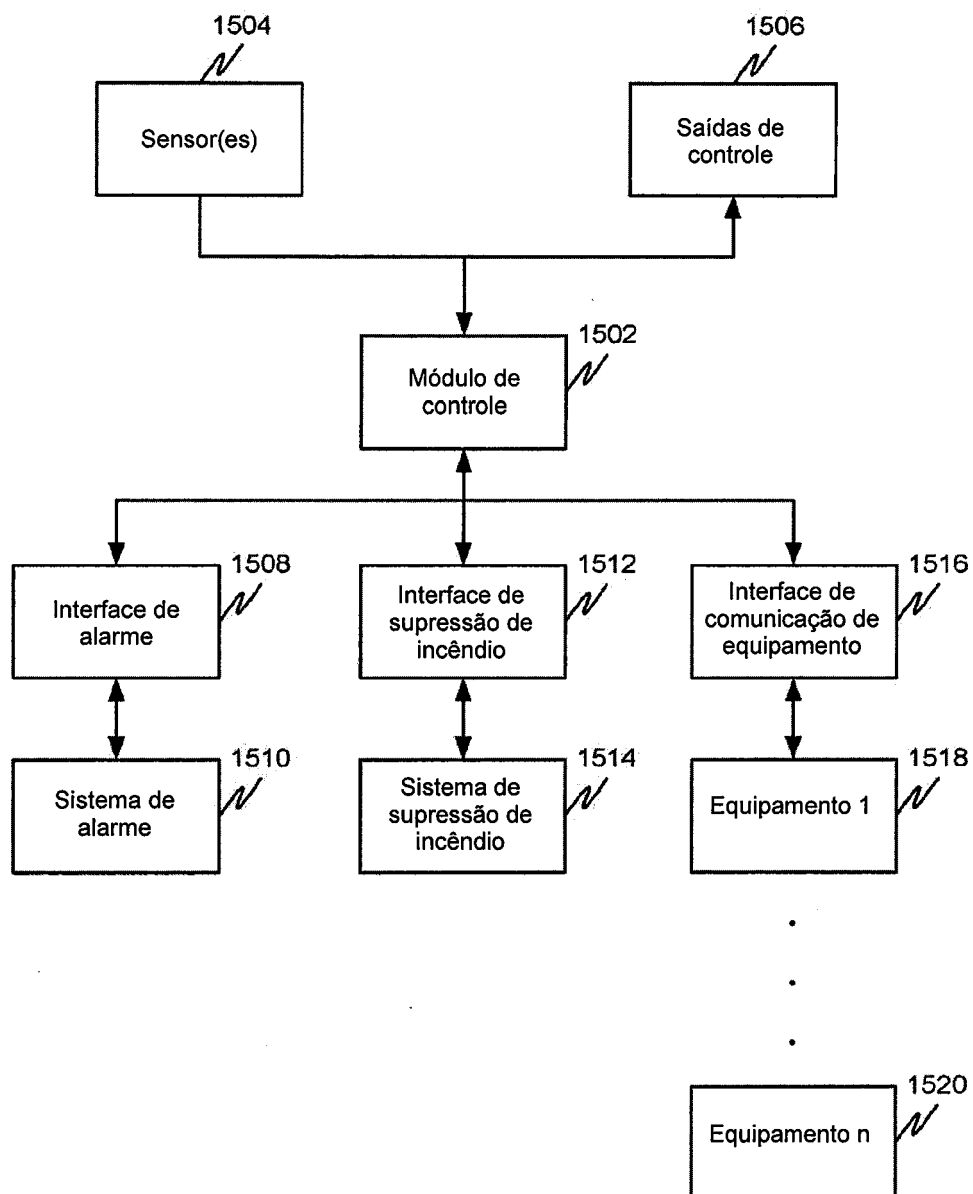 1504
1506
Sensor(es)
Saídas de
controle
1502
Módulo de
controle
1508
1512
1516
Interface de
alarme
Interface de
supressão de
incêndio
Interface de
comunicação de
equipamento
1510
1514
1518
Sistema de
alarme
Sistema de
supressão de
incêndio
Equipamento 1
1520
Equipamento n